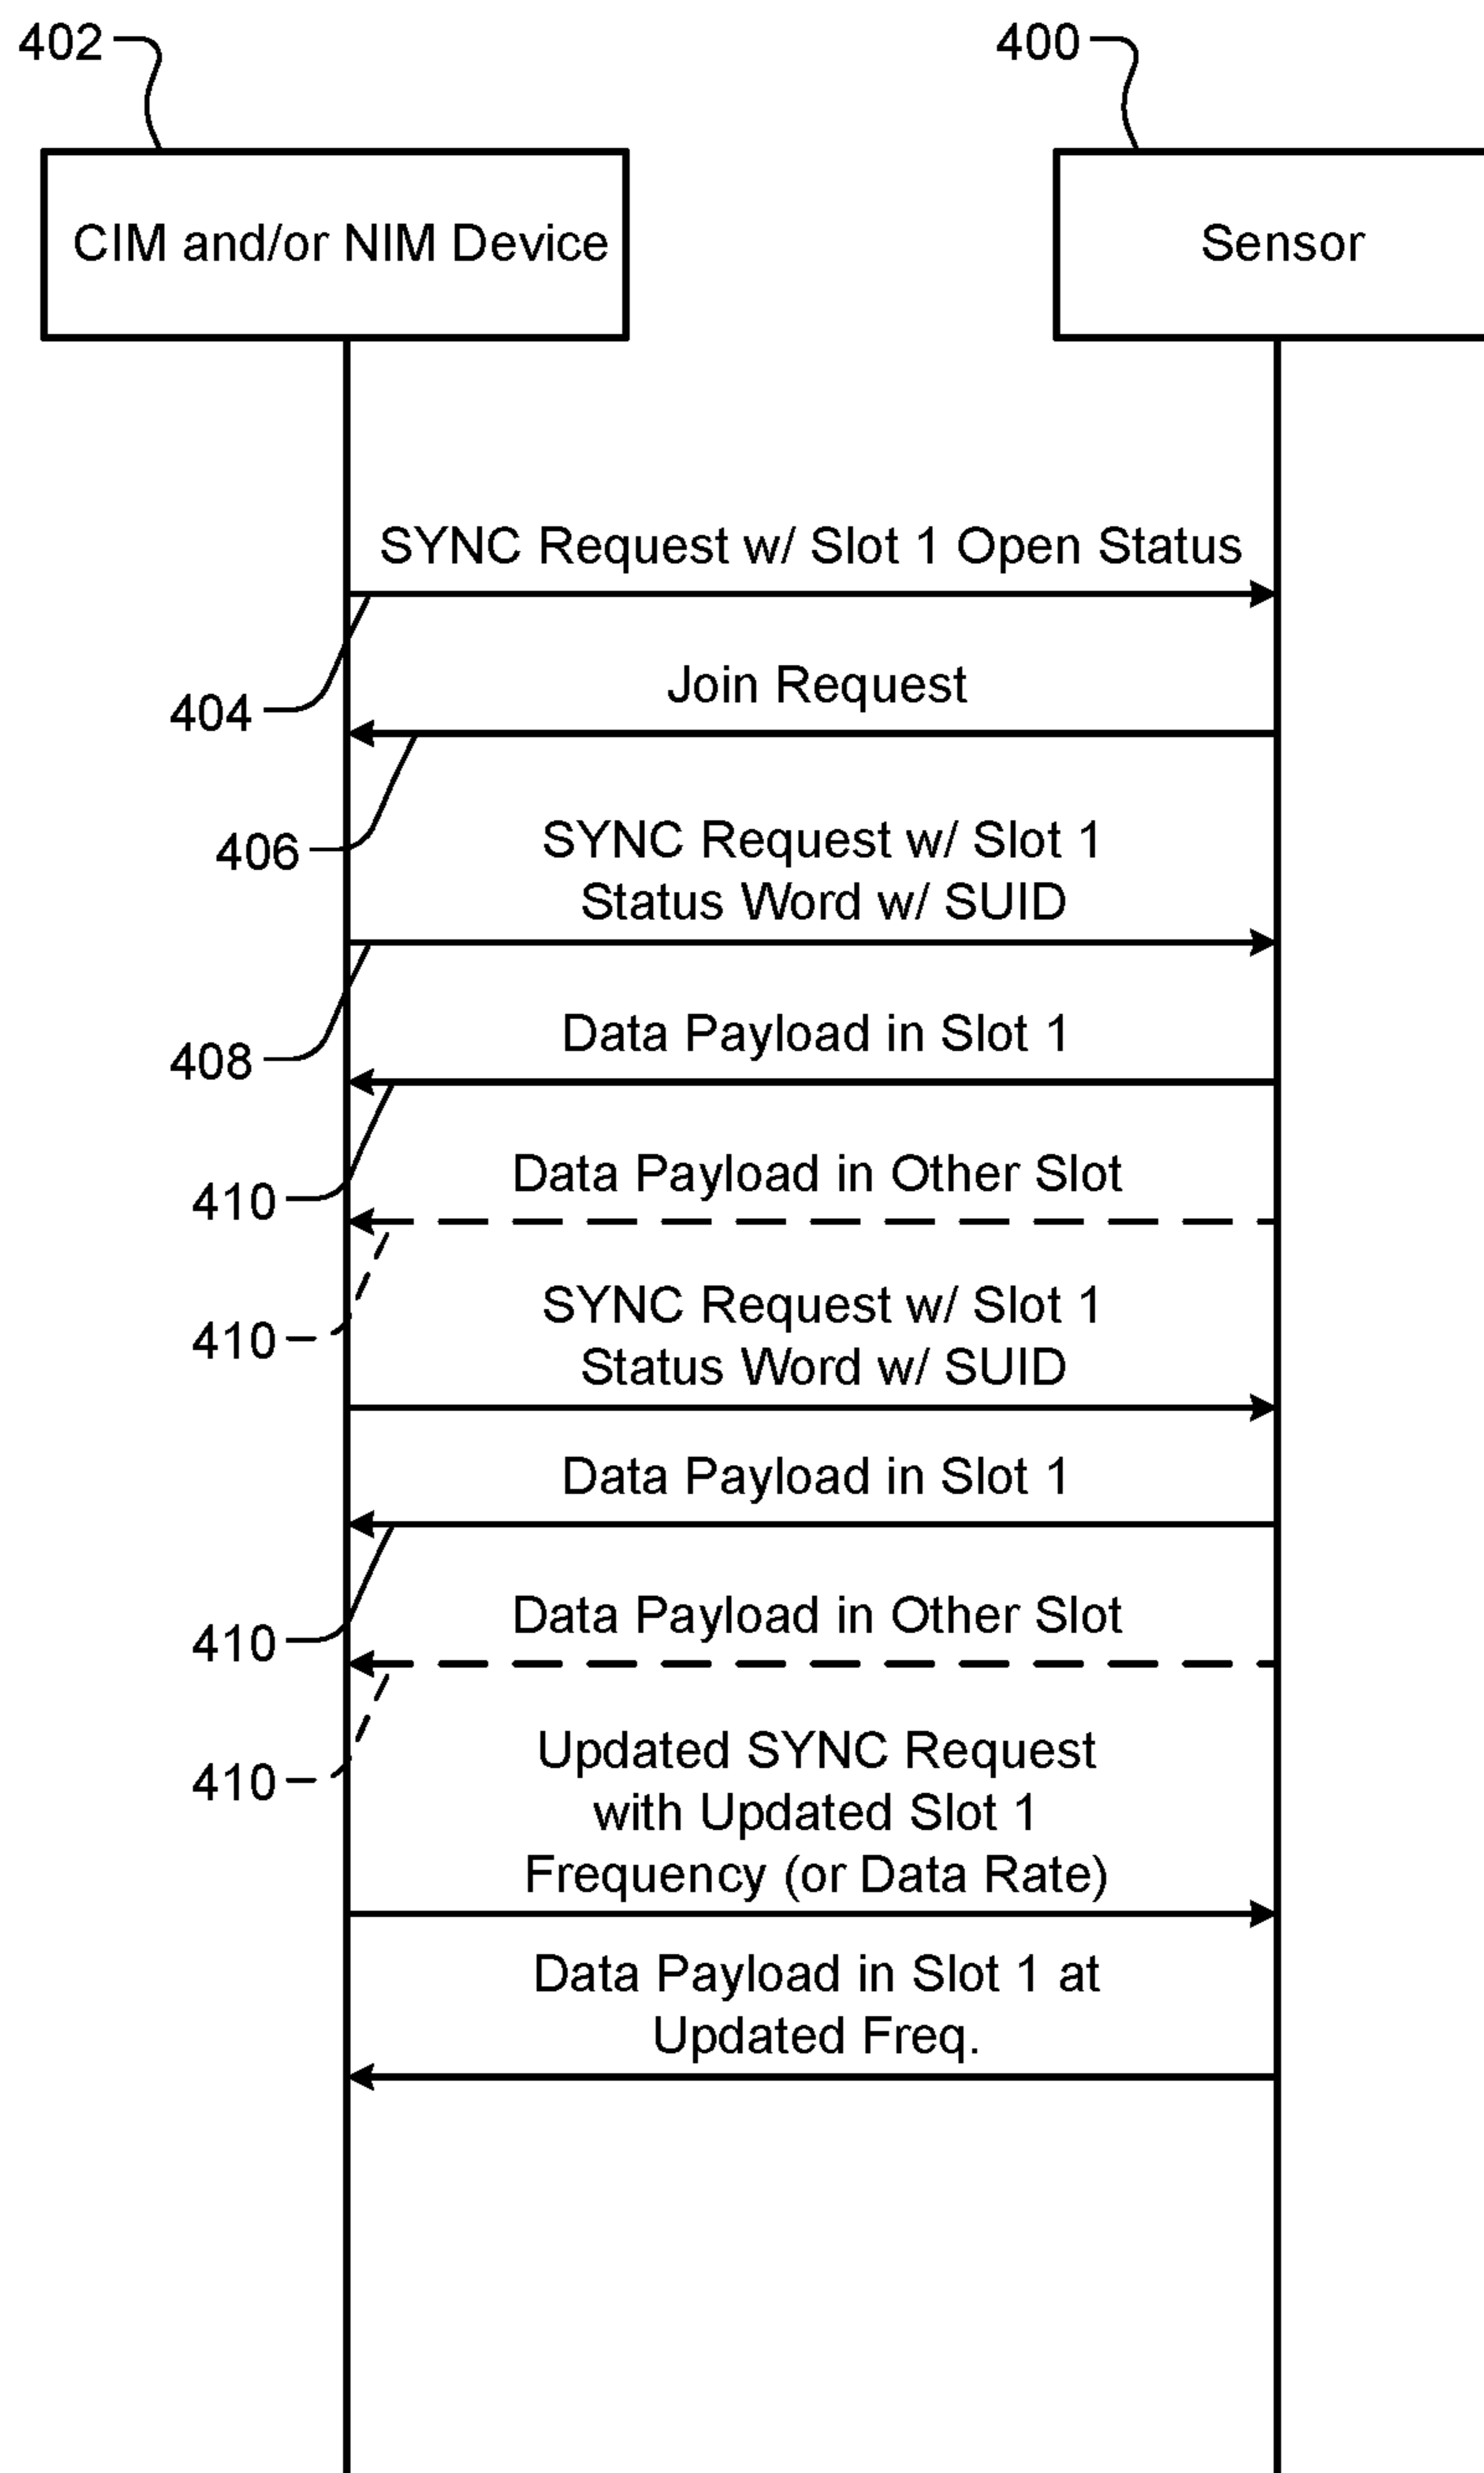 402
400
CIM and/or NIM Device
Sensor
SYNC Request w/ Slot 1 Open Status
404
Join Request
406
SYNC Request w/ Slot 1
Status Word w/ SUID
408
Data Payload in Slot 1
410
Data Payload in Other Slot
410
SYNC Request w/ Slot 1
Status Word w/ SUID
Data Payload in Slot 1
410
Data Payload in Other Slot
410
Updated SYNC Request
with Updated Slot 1
Frequency (or Data Rate)
Data Payload in Slot 1 at
Updated Freq.